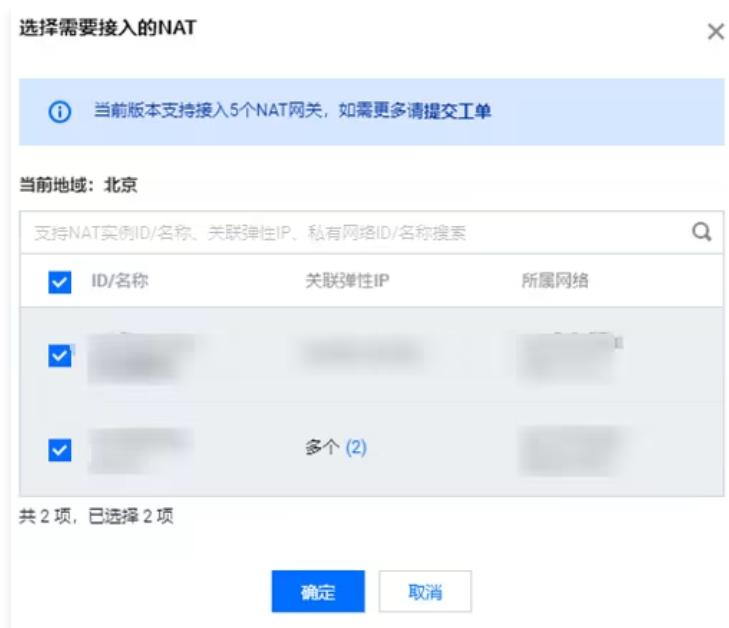 选择需要接入的NAT
当前版本支持接入5个NAT网关，如需更多请提交工单
当前地域：北京
支持NAT实例ID/名称、关联弹性IP、私有网络ID/名称搜索
ID/名称 关联弹性IP 所属网络
多个 (2)
共 2 项，已选择 2 项
确定 取消